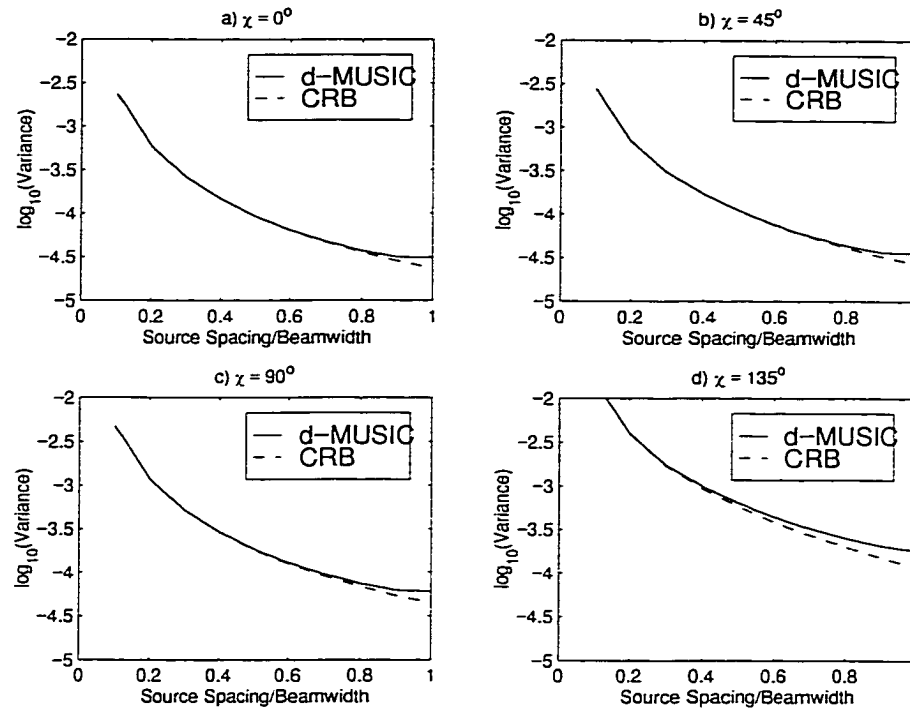 a) χ = 0°
-2
-2.5
-3
-3.5
-4
-4.5
-5
log10(Variance)
d-MUSIC
CRB
0
0.2
0.4
0.6
0.8
1
Source Spacing/Beamwidth
b) χ = 45°
-2
-2.5
-3
-3.5
-4
-4.5
-5
log10(Variance)
d-MUSIC
CRB
0
0.2
0.4
0.6
0.8
Source Spacing/Beamwidth
c) χ = 90°
-2
-2.5
-3
-3.5
-4
-4.5
-5
log10(Variance)
d-MUSIC
CRB
0
0.2
0.4
0.6
0.8
1
Source Spacing/Beamwidth
d) χ = 135°
-2
-2.5
-3
-3.5
-4
-4.5
-5
log10(Variance)
d-MUSIC
CRB
0
0.2
0.4
0.6
0.8
Source Spacing/Beamwidth